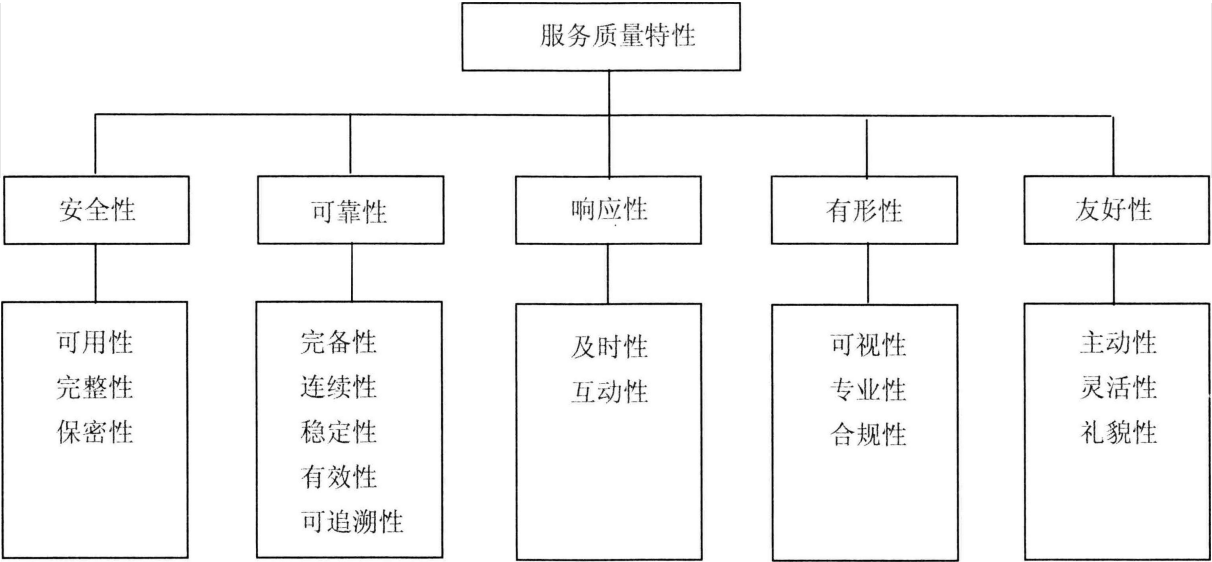 服务质量特性
安全性
可靠性
响应性
有形性
友好性
可用性
完整性
保密性
完备性
连续性
稳定性
有效性
可追溯性
及时性
互动性
可视性
专业性
合规性
主动性
灵活性
礼貌性